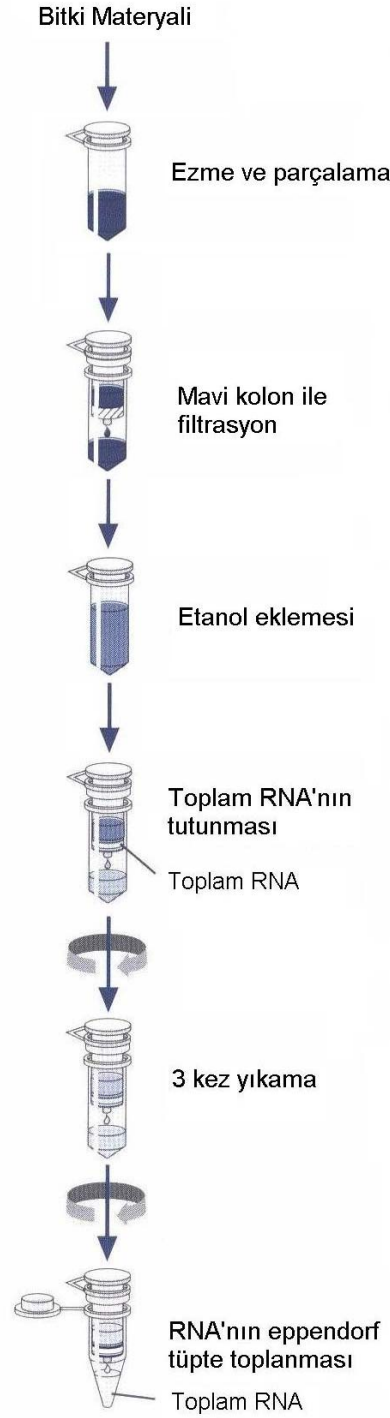 Bitki Materyali
Ezme ve parçalama
Mavi kolon ile
filtrasyon
Etanol eklemesi
Toplam RNA'nın
tutunması
Toplam RNA
3 kez yıkama
RNA'nın eppendorf
tüpte toplanması
Toplam RNA